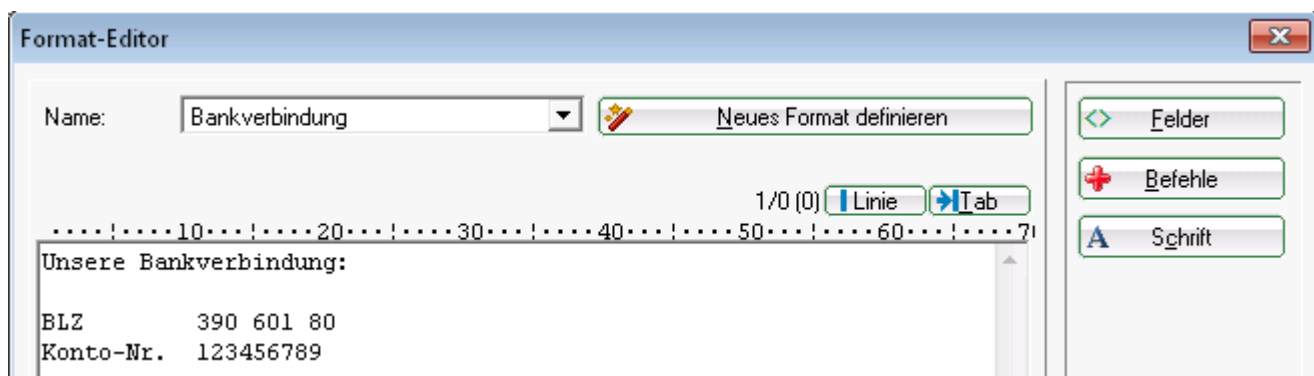 Format-Editor
Name: Bankverbindung Neues Format definieren
Felder
Befehle
Schrift
1/0 (0) Linie Tab
····¦····10···¦····20···¦····30···¦····40···¦····50···¦····60···¦····7
Unsere Bankverbindung:
BLZ 390 601 80
Konto-Nr. 123456789